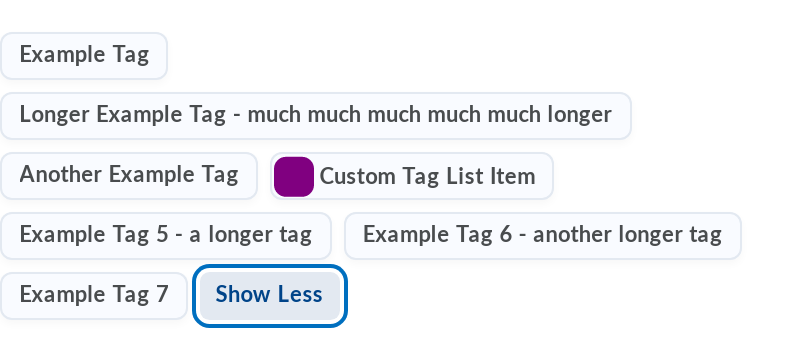 Example Tag
Longer Example Tag - much much much much much longer
Another Example Tag
Custom Tag List Item
Example Tag 5 - a longer tag
Example Tag 6 - another longer tag
Example Tag 7
Show Less